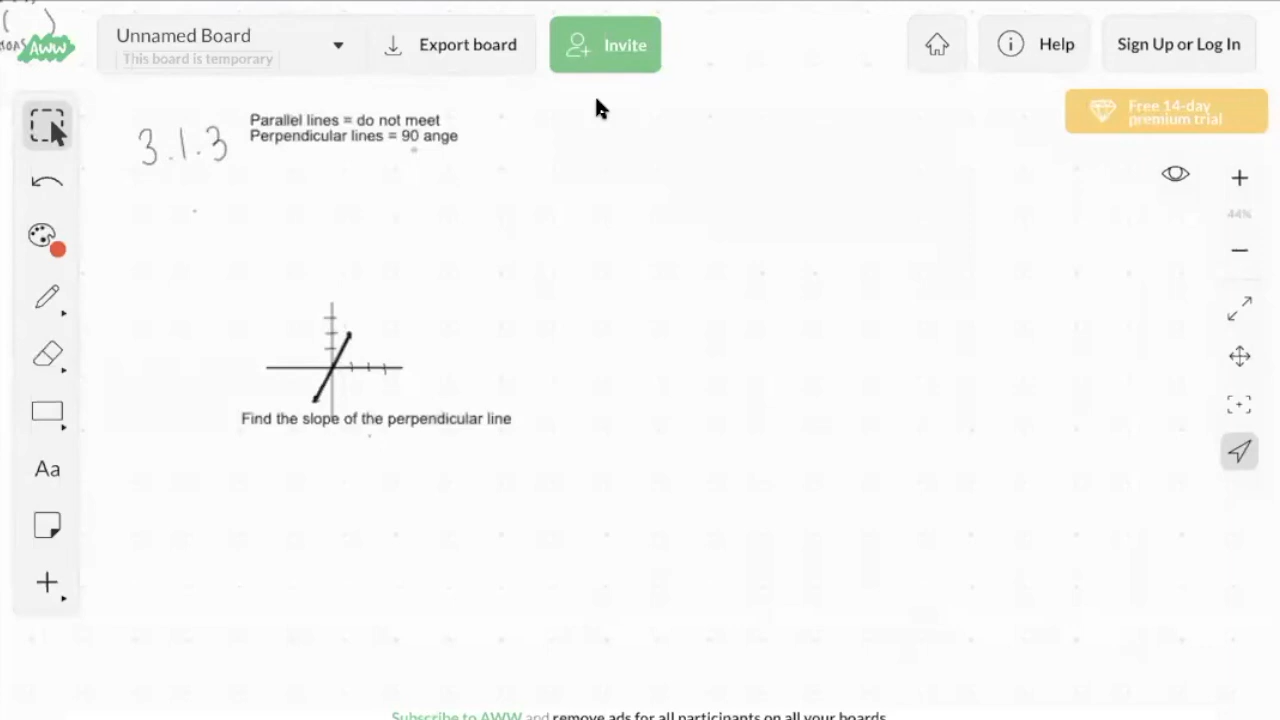 AWW
Unnamed Board
This board is temporary
Export board
Invite
Help
Sign Up or Log In
Free 14-day
premium trial
3.1.3
Parallel lines = do not meet
Perpendicular lines = 90 ange
44%
Find the slope of the perpendicular line
Aa
Subscribe to AWW and remove ads for all participants on all your boards